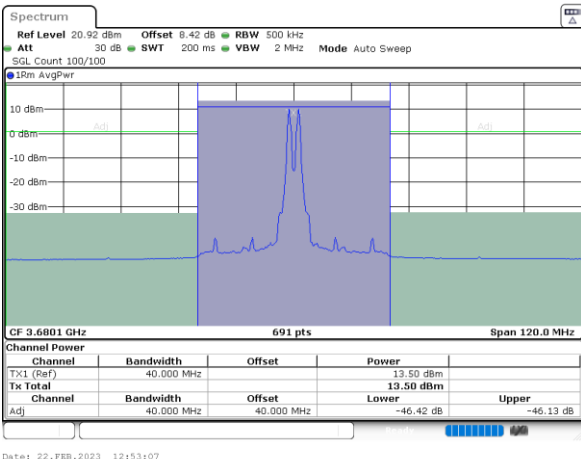 Spectrum
Ref Level 20.92 dBm Offset 8.42 dB RBW 500 kHz
Att 30 dB SWT 200 ms VBW 2 MHz Mode Auto Sweep
SGL Count 100/100
1Rm AvgPwr
10 dBm
Adj Adj
0 dBm
-10 dBm
-20 dBm
-30 dBm
CF 3.6801 GHz 691 pts Span 120.0 MHz
Channel Power
Channel Bandwidth Offset Power
TX1 (Ref) 40.000 MHz 13.50 dBm
Tx Total 13.50 dBm
Channel Bandwidth Offset Lower Upper
Adj 40.000 MHz 40.000 MHz -46.42 dB -46.13 dB
Ready
Date: 22.FEB.2023 12:53:07